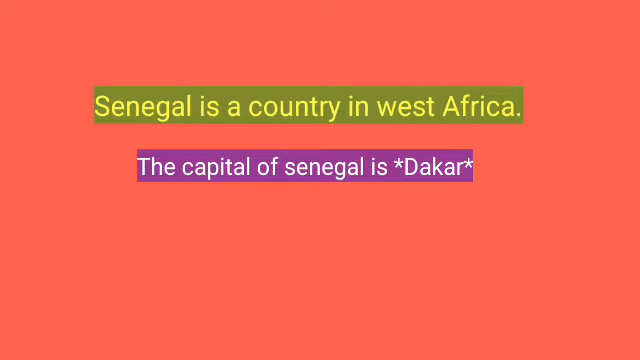 Senegal is a country in west Africa.
The capital of senegal is *Dakar*